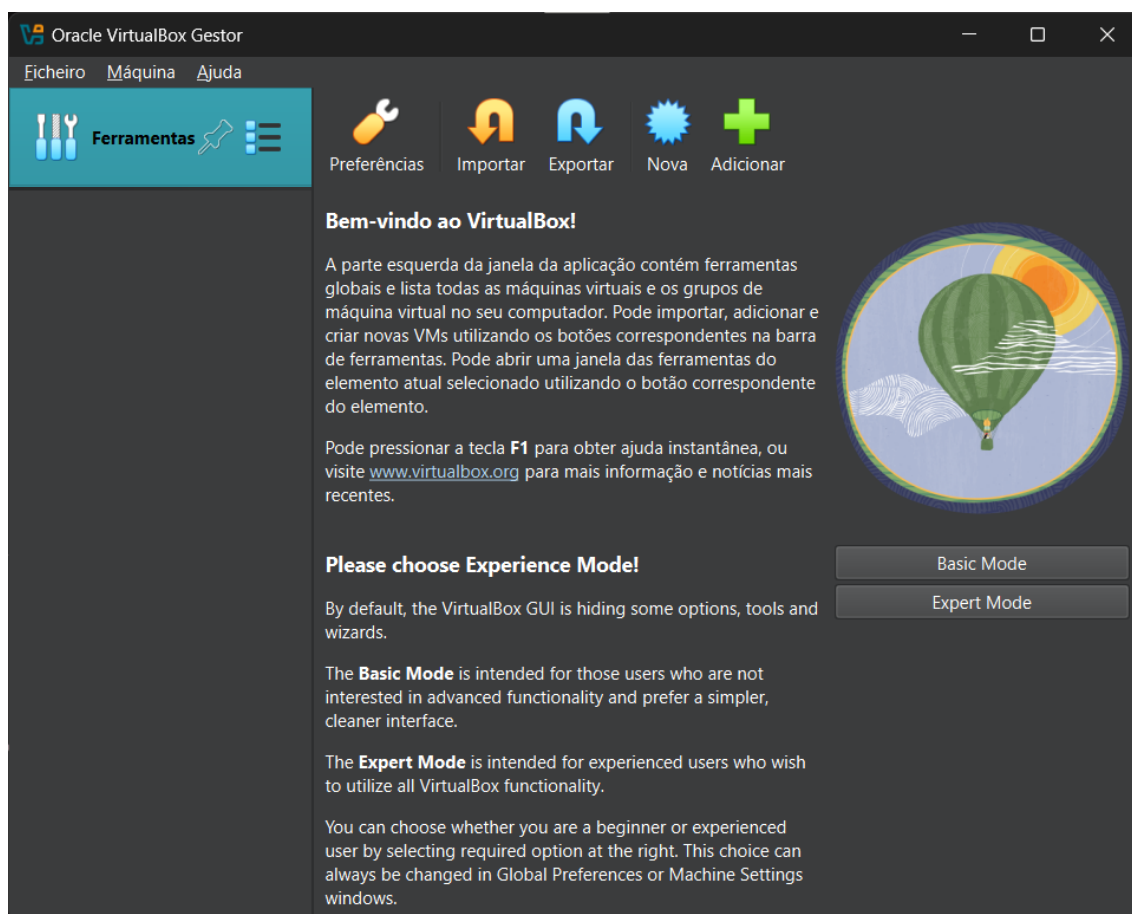 Oracle VirtualBox Gestor
Ficheiro Máquina Ajuda
Ferramentas
Preferências Importar Exportar Nova Adicionar
Bem-vindo ao VirtualBox!
A parte esquerda da janela da aplicação contém ferramentas
globais e lista todas as máquinas virtuais e os grupos de
máquina virtual no seu computador. Pode importar, adicionar e
criar novas VMs utilizando os botões correspondentes na barra
de ferramentas. Pode abrir uma janela das ferramentas do
elemento atual selecionado utilizando o botão correspondente
do elemento.
Pode pressionar a tecla F1 para obter ajuda instantânea, ou
visite www.virtualbox.org para mais informação e notícias mais
recentes.
Please choose Experience Mode!
By default, the VirtualBox GUI is hiding some options, tools and
wizards.
The Basic Mode is intended for those users who are not
interested in advanced functionality and prefer a simpler,
cleaner interface.
The Expert Mode is intended for experienced users who wish
to utilize all VirtualBox functionality.
You can choose whether you are a beginner or experienced
user by selecting required option at the right. This choice can
always be changed in Global Preferences or Machine Settings
windows.
Basic Mode
Expert Mode